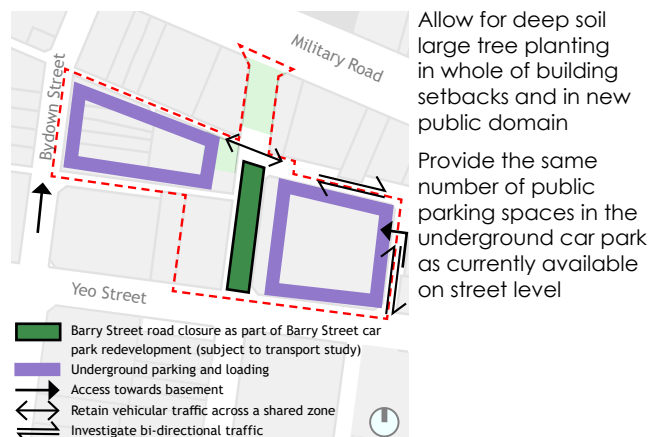 Military Road
Bydown Street
Yeo Street
Barry Street road closure as part of Barry Street car
park redevelopment (subject to transport study)
Underground parking and loading
Access towards basement
Retain vehicular traffic across a shared zone
Investigate bi-directional traffic
Allow for deep soil
large tree planting
in whole of building
setbacks and in new
public domain
Provide the same
number of public
parking spaces in the
underground car park
as currently available
on street level